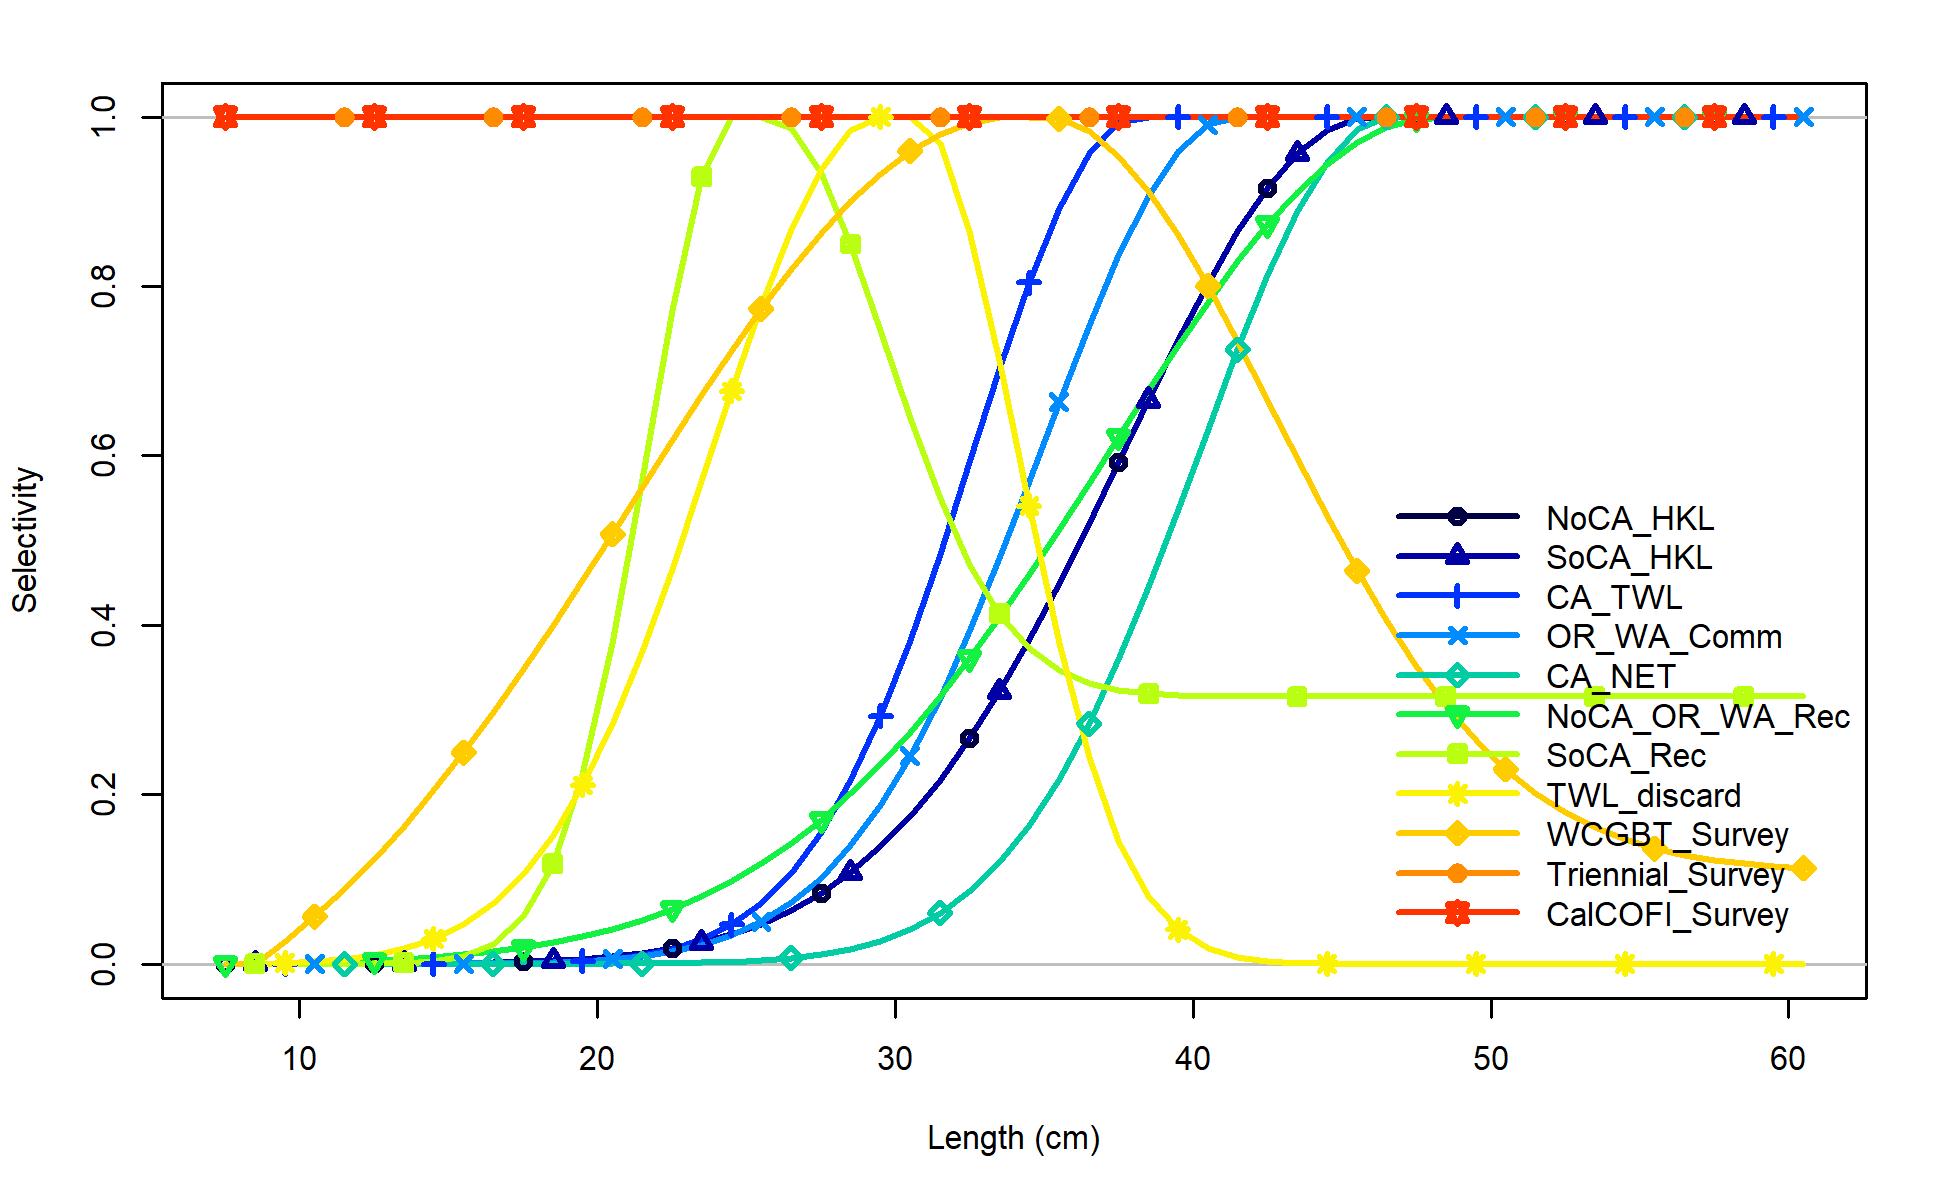 1.0
0.8
0.6
0.4
0.2
0.0
Selectivity
NoCA_HKL
SoCA_HKL
CA_TWL
OR_WA_Comm
CA_NET
NoCA_OR_WA_Rec
SoCA_Rec
TWL_discard
WCGBT_Survey
Triennial_Survey
CalCOFI_Survey
10 20 30 40 50 60
Length (cm)